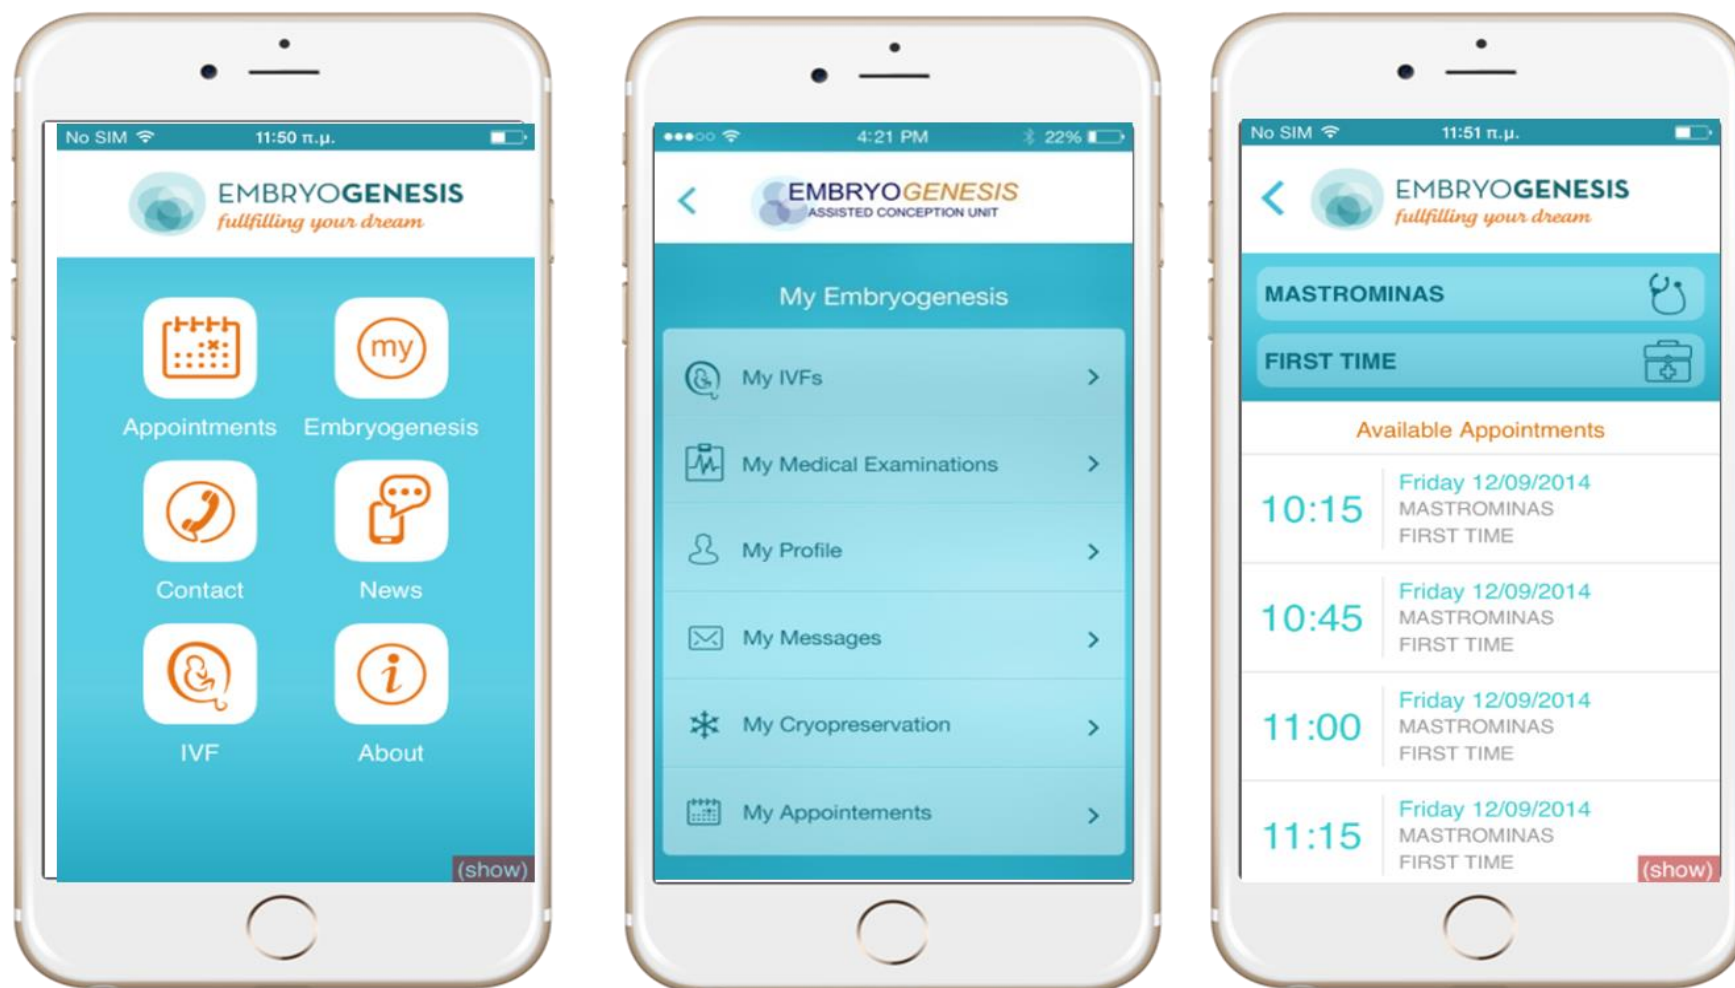 No SIM 11:50 π.μ.
EMBRYOGENESIS
fullfilling your dream
my
Appointments Embryogenesis
Contact News
i
IVF About
(show)
4:21 PM 22%
EMBRYOGENESIS
ASSISTED CONCEPTION UNIT
My Embryogenesis
My IVFs
My Medical Examinations
My Profile
My Messages
My Cryopreservation
My Appointements
No SIM 11:51 π.μ.
EMBRYOGENESIS
fullfilling your dream
MASTROMINAS
FIRST TIME
Available Appointments
10:15
Friday 12/09/2014
MASTROMINAS
FIRST TIME
10:45
Friday 12/09/2014
MASTROMINAS
FIRST TIME
11:00
Friday 12/09/2014
MASTROMINAS
FIRST TIME
11:15
Friday 12/09/2014
MASTROMINAS
FIRST TIME
(show)